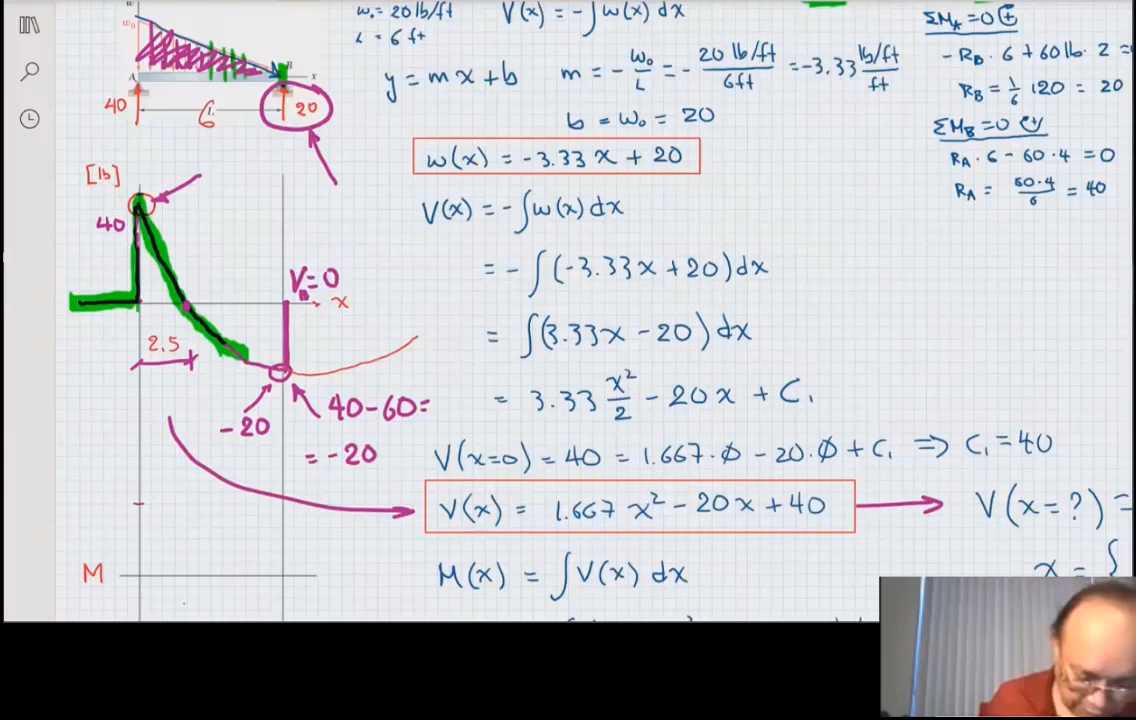 w₀ = 20 lb/ft
L = 6 ft
V(x) = -∫w(x) dx
w₀
A
B
x
40
20
L
6
y = mx + b
m = - w₀/L = - 20 lb/ft / 6ft = -3.33 lb/ft / ft
b = w₀ = 20
w(x) = -3.33 x + 20
ΣM_A = 0
- R_B · 6 + 60 lb · 2 =
R_B = 1/6 120 = 20
ΣM_B = 0
R_A · 6 - 60 · 4 = 0
R_A = 60·4/6 = 40
[lb]
40
V_B = 0
x
2.5
-20
40-60=
= -20
V(x) = -∫w(x) dx
= - ∫(-3.33x + 20) dx
= ∫(3.33x - 20) dx
= 3.33 x²/2 - 20x + C₁
V(x=0) = 40 = 1.667·0 - 20·0 + C₁ ⇒ C₁ = 40
V(x) = 1.667 x² - 20x + 40
V(x=?) =
M(x) = ∫V(x) dx
x =
M